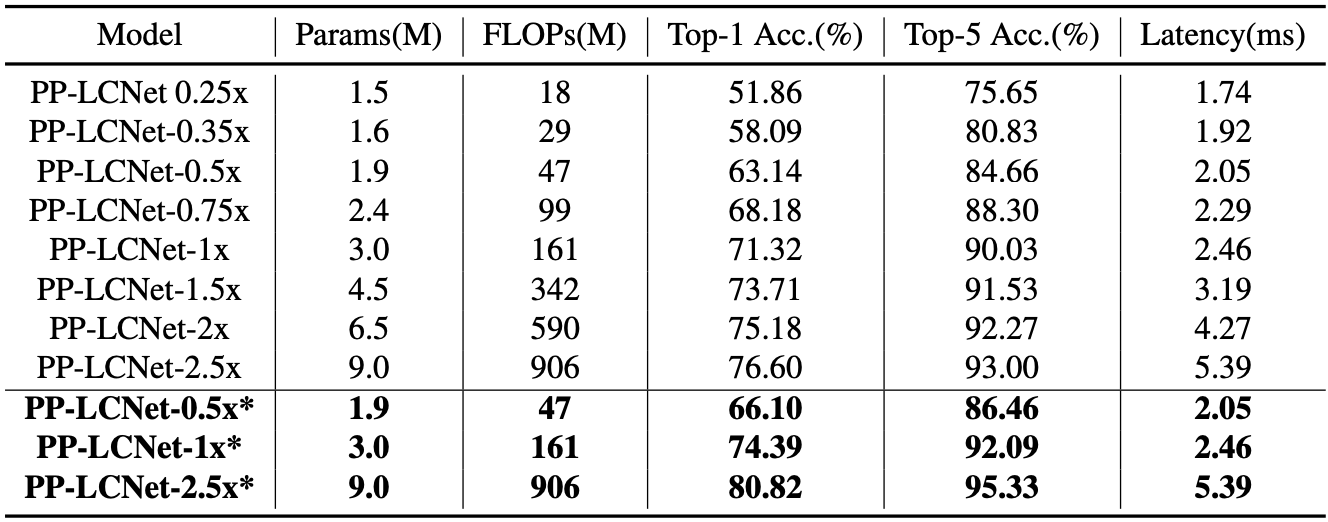 Model Params(M) FLOPs(M) Top-1 Acc.(%) Top-5 Acc.(%) Latency(ms)
PP-LCNet 0.25x 1.5 18 51.86 75.65 1.74
PP-LCNet-0.35x 1.6 29 58.09 80.83 1.92
PP-LCNet-0.5x 1.9 47 63.14 84.66 2.05
PP-LCNet-0.75x 2.4 99 68.18 88.30 2.29
PP-LCNet-1x 3.0 161 71.32 90.03 2.46
PP-LCNet-1.5x 4.5 342 73.71 91.53 3.19
PP-LCNet-2x 6.5 590 75.18 92.27 4.27
PP-LCNet-2.5x 9.0 906 76.60 93.00 5.39
PP-LCNet-0.5x* 1.9 47 66.10 86.46 2.05
PP-LCNet-1x* 3.0 161 74.39 92.09 2.46
PP-LCNet-2.5x* 9.0 906 80.82 95.33 5.39